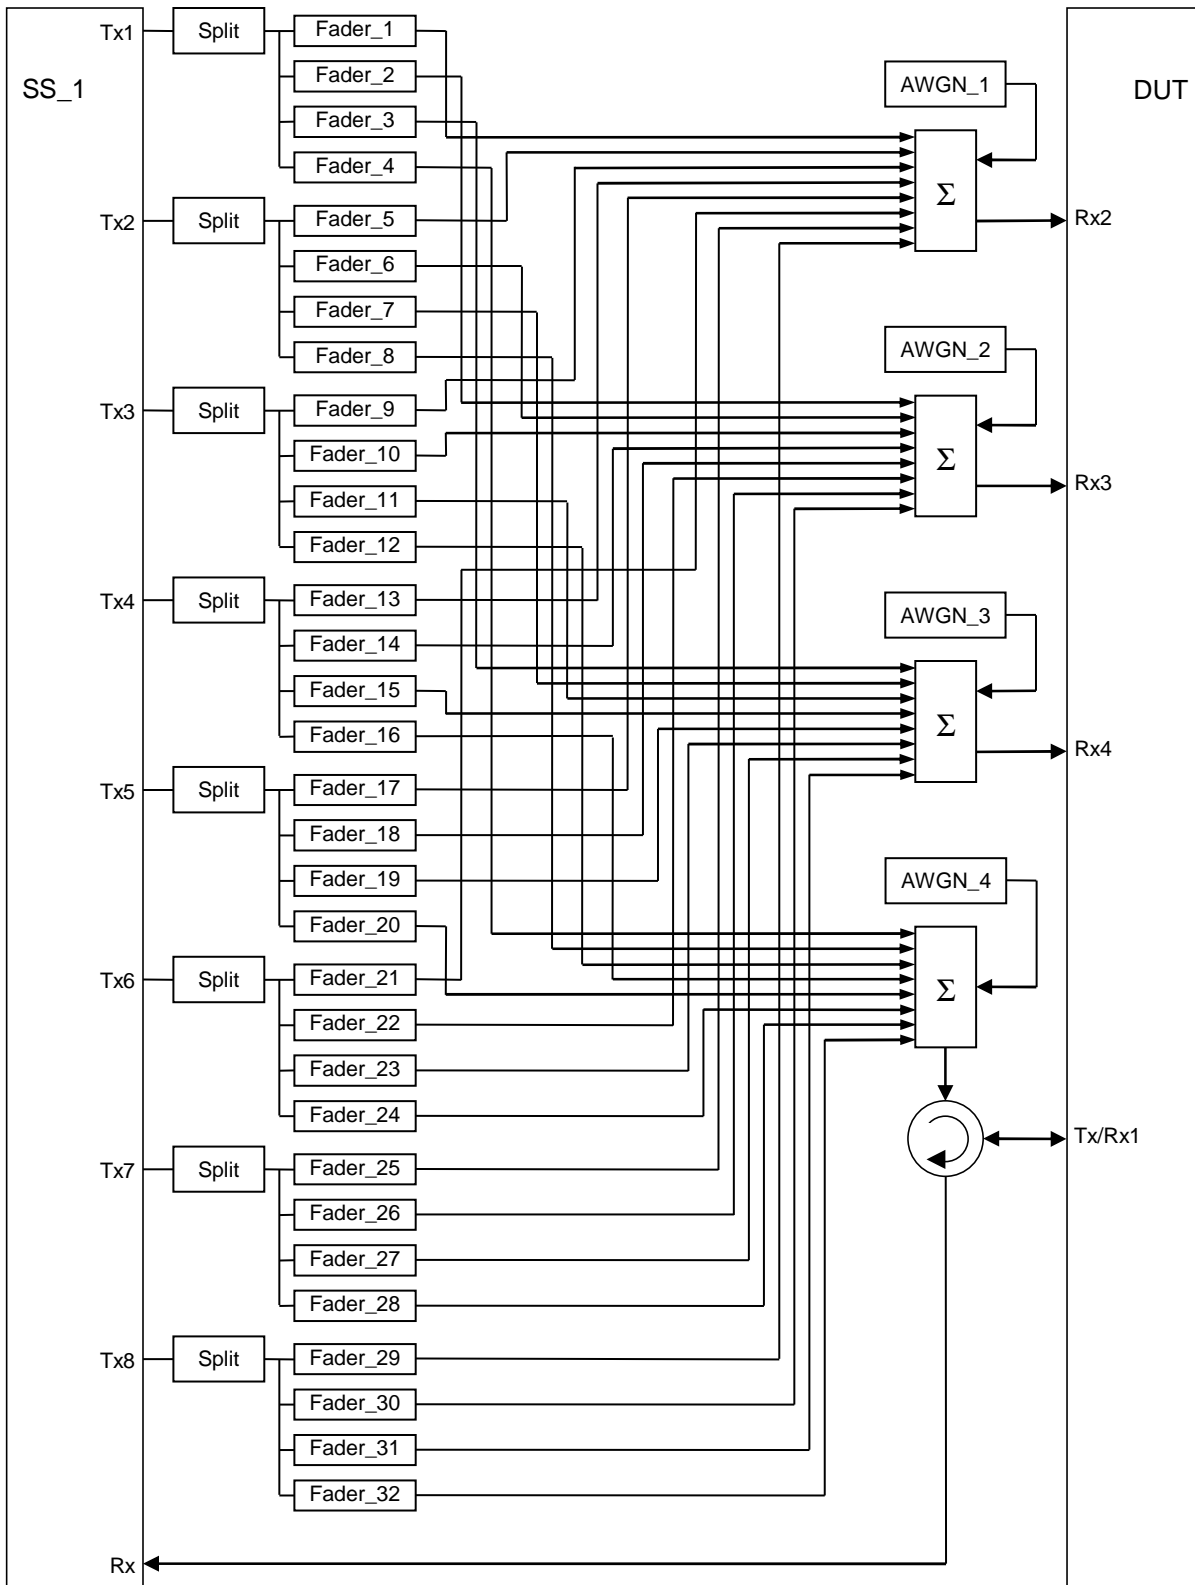 SS_1
DUT
Tx1
Split
Fader_1
Fader_2
Fader_3
Fader_4
Tx2
Split
Fader_5
Fader_6
Fader_7
Fader_8
Tx3
Split
Fader_9
Fader_10
Fader_11
Fader_12
Tx4
Split
Fader_13
Fader_14
Fader_15
Fader_16
Tx5
Split
Fader_17
Fader_18
Fader_19
Fader_20
Tx6
Split
Fader_21
Fader_22
Fader_23
Fader_24
Tx7
Split
Fader_25
Fader_26
Fader_27
Fader_28
Tx8
Split
Fader_29
Fader_30
Fader_31
Fader_32
Rx
AWGN_1
Σ
Rx2
AWGN_2
Σ
Rx3
AWGN_3
Σ
Rx4
AWGN_4
Σ
Tx/Rx1